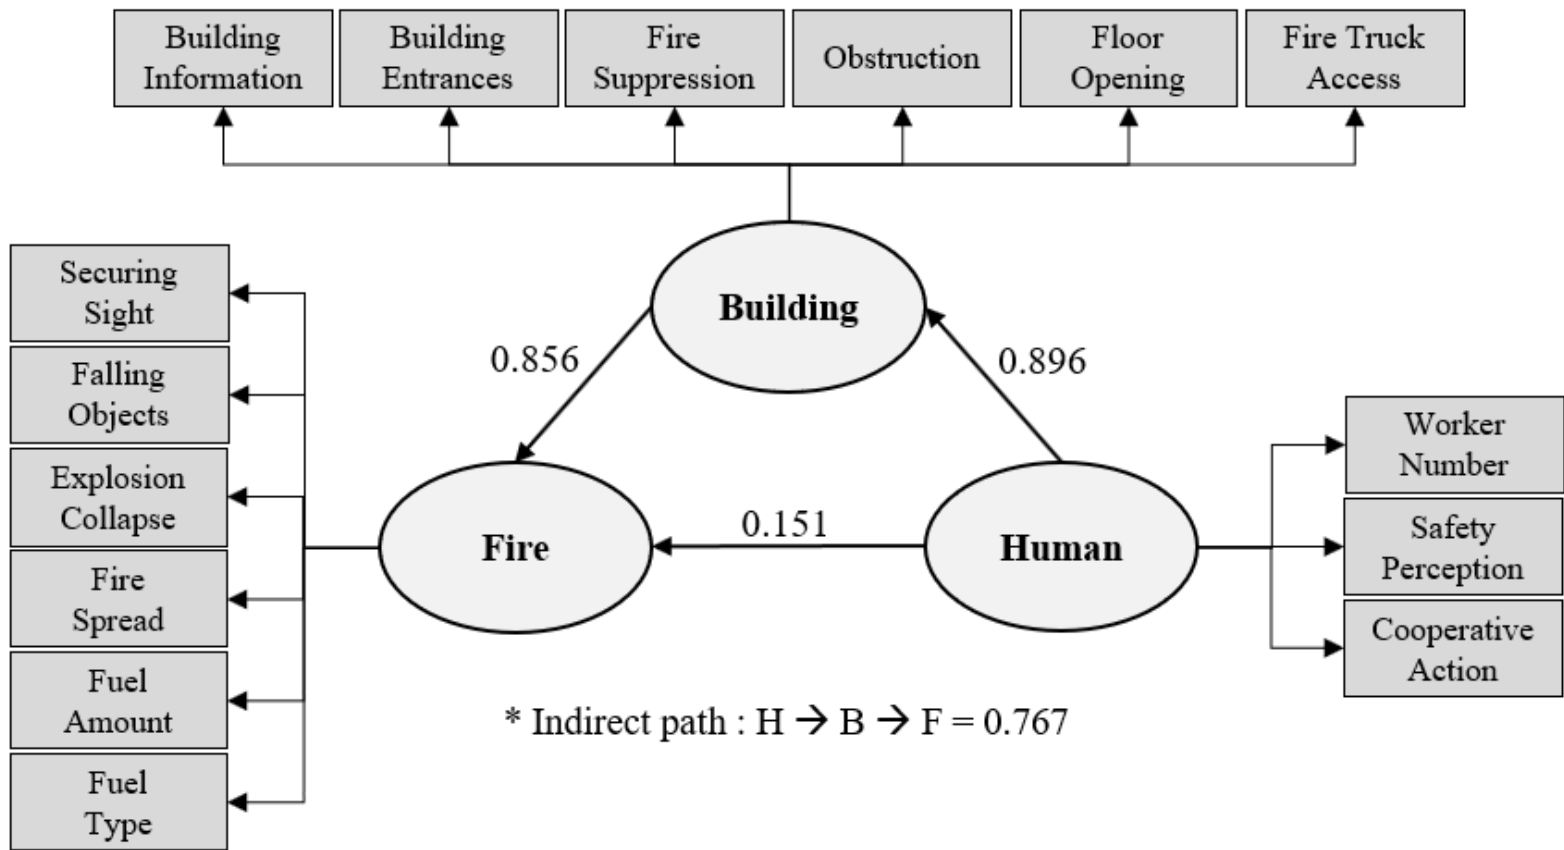 Building
Information
Building
Entrances
Fire
Suppression
Obstruction
Floor
Opening
Fire Truck
Access
Securing
Sight
Falling
Objects
Explosion
Collapse
Fire
Spread
Fuel
Amount
Fuel
Type
Building
0.856
0.896
Fire
0.151
Human
Worker
Number
Safety
Perception
Cooperative
Action
* Indirect path : H → B → F = 0.767